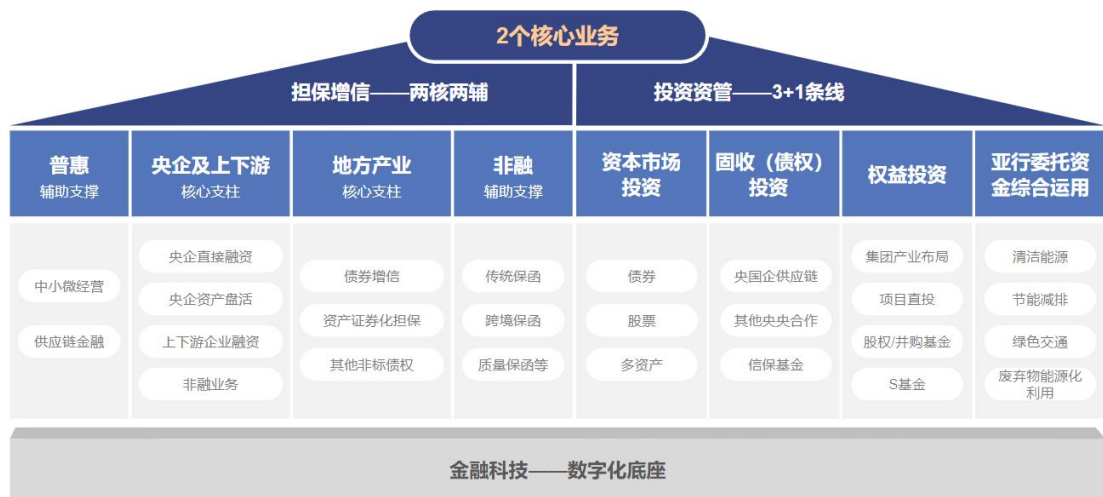 2个核心业务
担保增信——两核两辅
投资资管——3+1条线
普惠
辅助支撑
央企及上下游
核心支柱
地方产业
核心支柱
非融
辅助支撑
资本市场
投资
固收（债权）
投资
权益投资
亚行委托资
金综合运用
中小微经营
供应链金融
央企直接融资
央企资产盘活
上下游企业融资
非融业务
债券增信
资产证券化担保
其他非标债权
传统保函
跨境保函
质量保函等
债券
股票
多资产
央国企供应链
其他央央合作
信保基金
集团产业布局
项目直投
股权/并购基金
S基金
清洁能源
节能减排
绿色交通
废弃物能源化
利用
金融科技——数字化底座